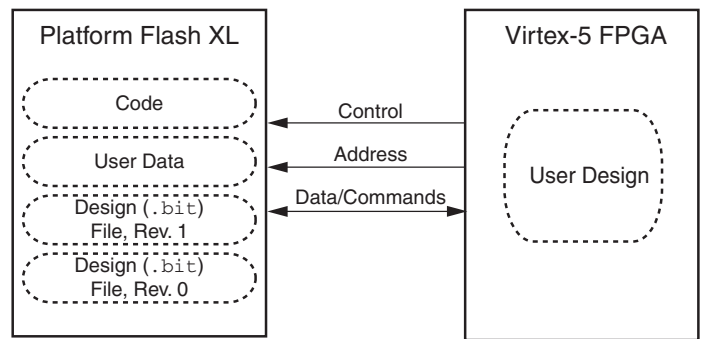 Platform Flash XL
Code
User Data
Design (.bit)
File, Rev. 1
Design (.bit)
File, Rev. 0
Control
Address
Data/Commands
Virtex-5 FPGA
User Design